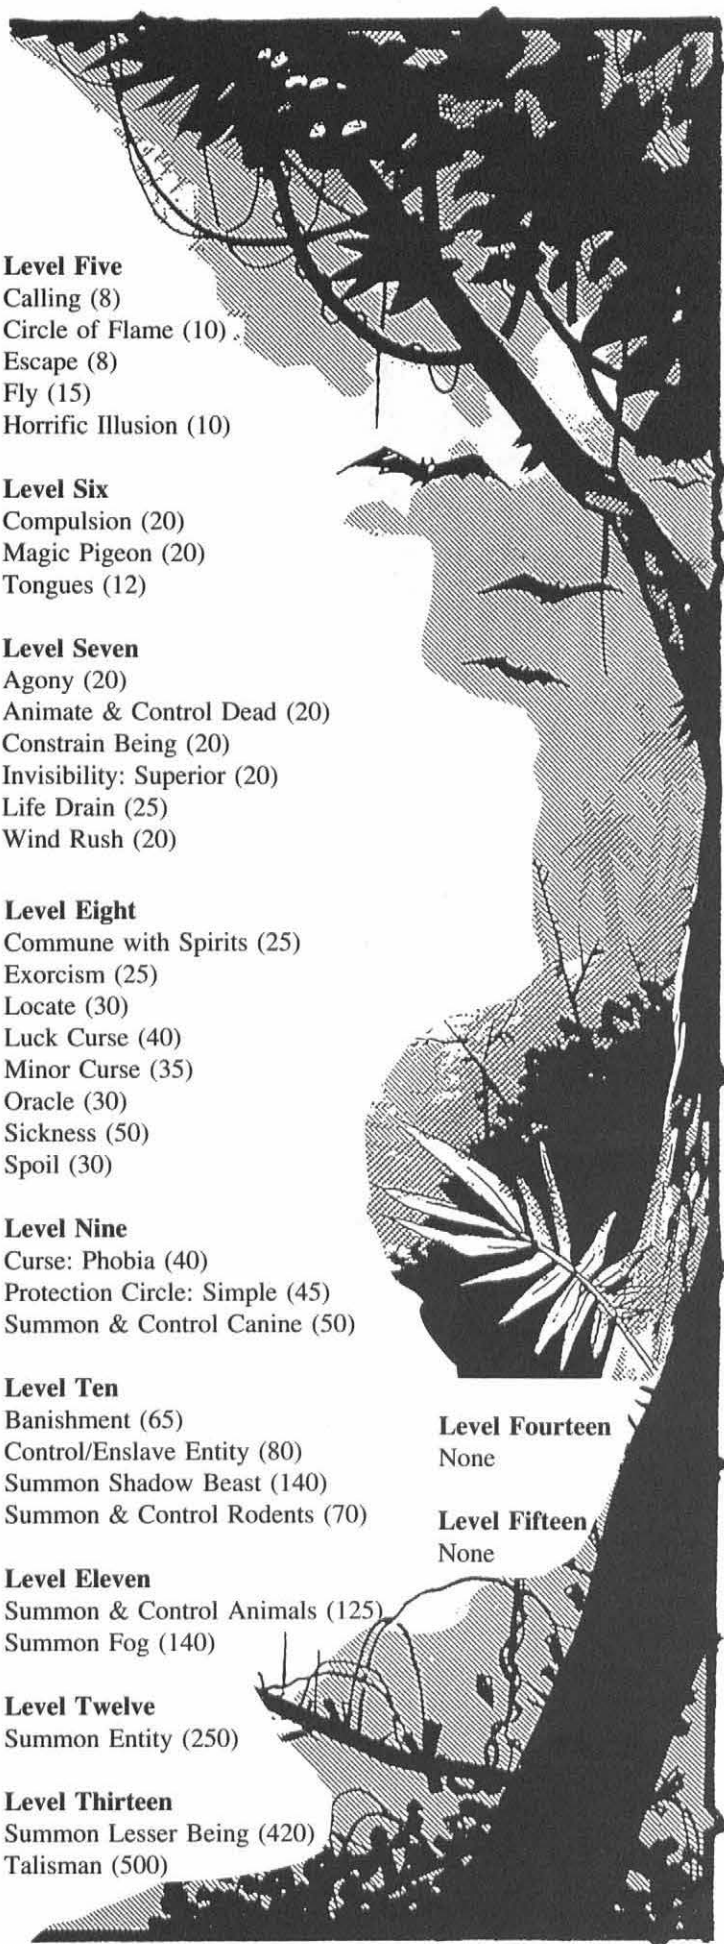 Level Five
Calling (8)
Circle of Flame (10)
Escape (8)
Fly (15)
Horrific Illusion (10)
Level Six
Compulsion (20)
Magic Pigeon (20)
Tongues (12)
Level Seven
Agony (20)
Animate & Control Dead (20)
Constrain Being (20)
Invisibility: Superior (20)
Life Drain (25)
Wind Rush (20)
Level Eight
Commune with Spirits (25)
Exorcism (25)
Locate (30)
Luck Curse (40)
Minor Curse (35)
Oracle (30)
Sickness (50)
Spoil (30)
Level Nine
Curse: Phobia (40)
Protection Circle: Simple (45)
Summon & Control Canine (50)
Level Ten
Banishment (65)
Control/Enslave Entity (80)
Summon Shadow Beast (140)
Summon & Control Rodents (70)
Level Eleven
Summon & Control Animals (125)
Summon Fog (140)
Level Twelve
Summon Entity (250)
Level Thirteen
Summon Lesser Being (420)
Talisman (500)
Level Fourteen
None
Level Fifteen
None